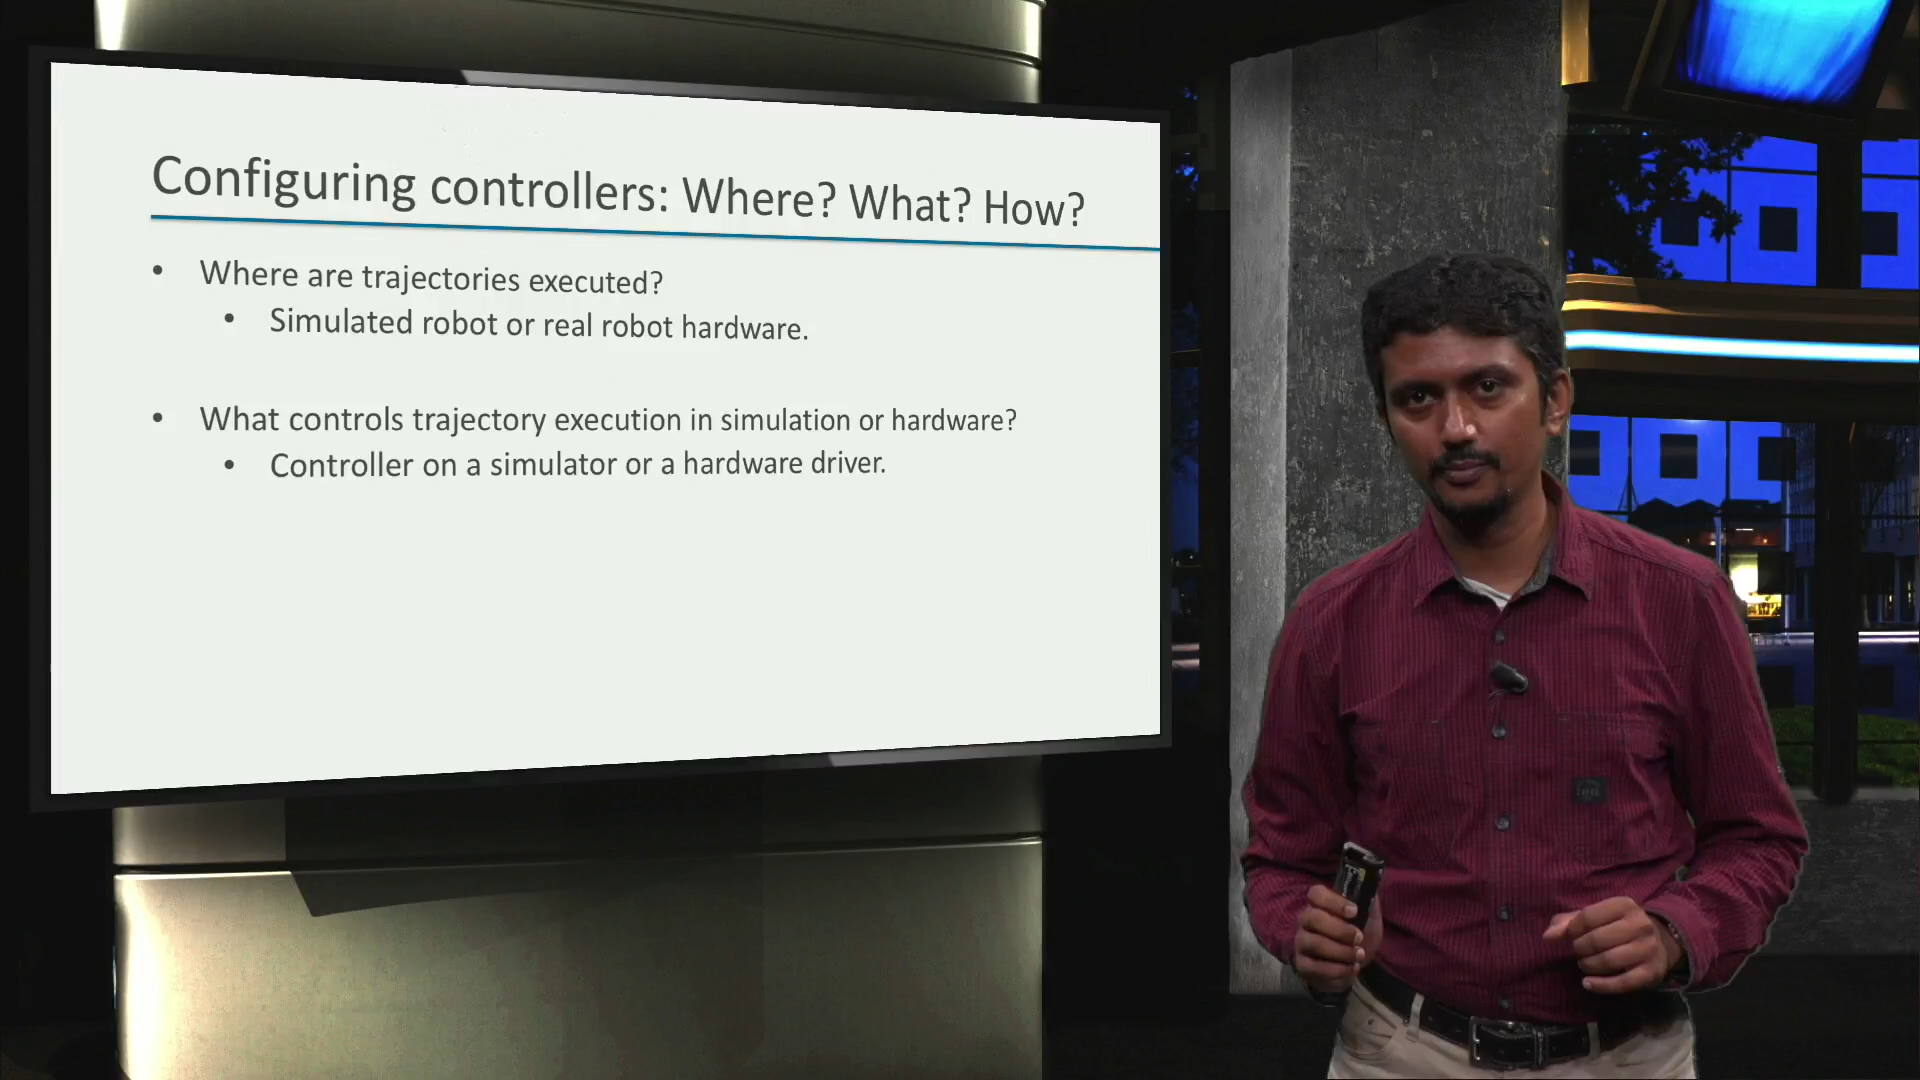 Configuring controllers: Where? What? How?
• Where are trajectories executed?
• Simulated robot or real robot hardware.
• What controls trajectory execution in simulation or hardware?
• Controller on a simulator or a hardware driver.